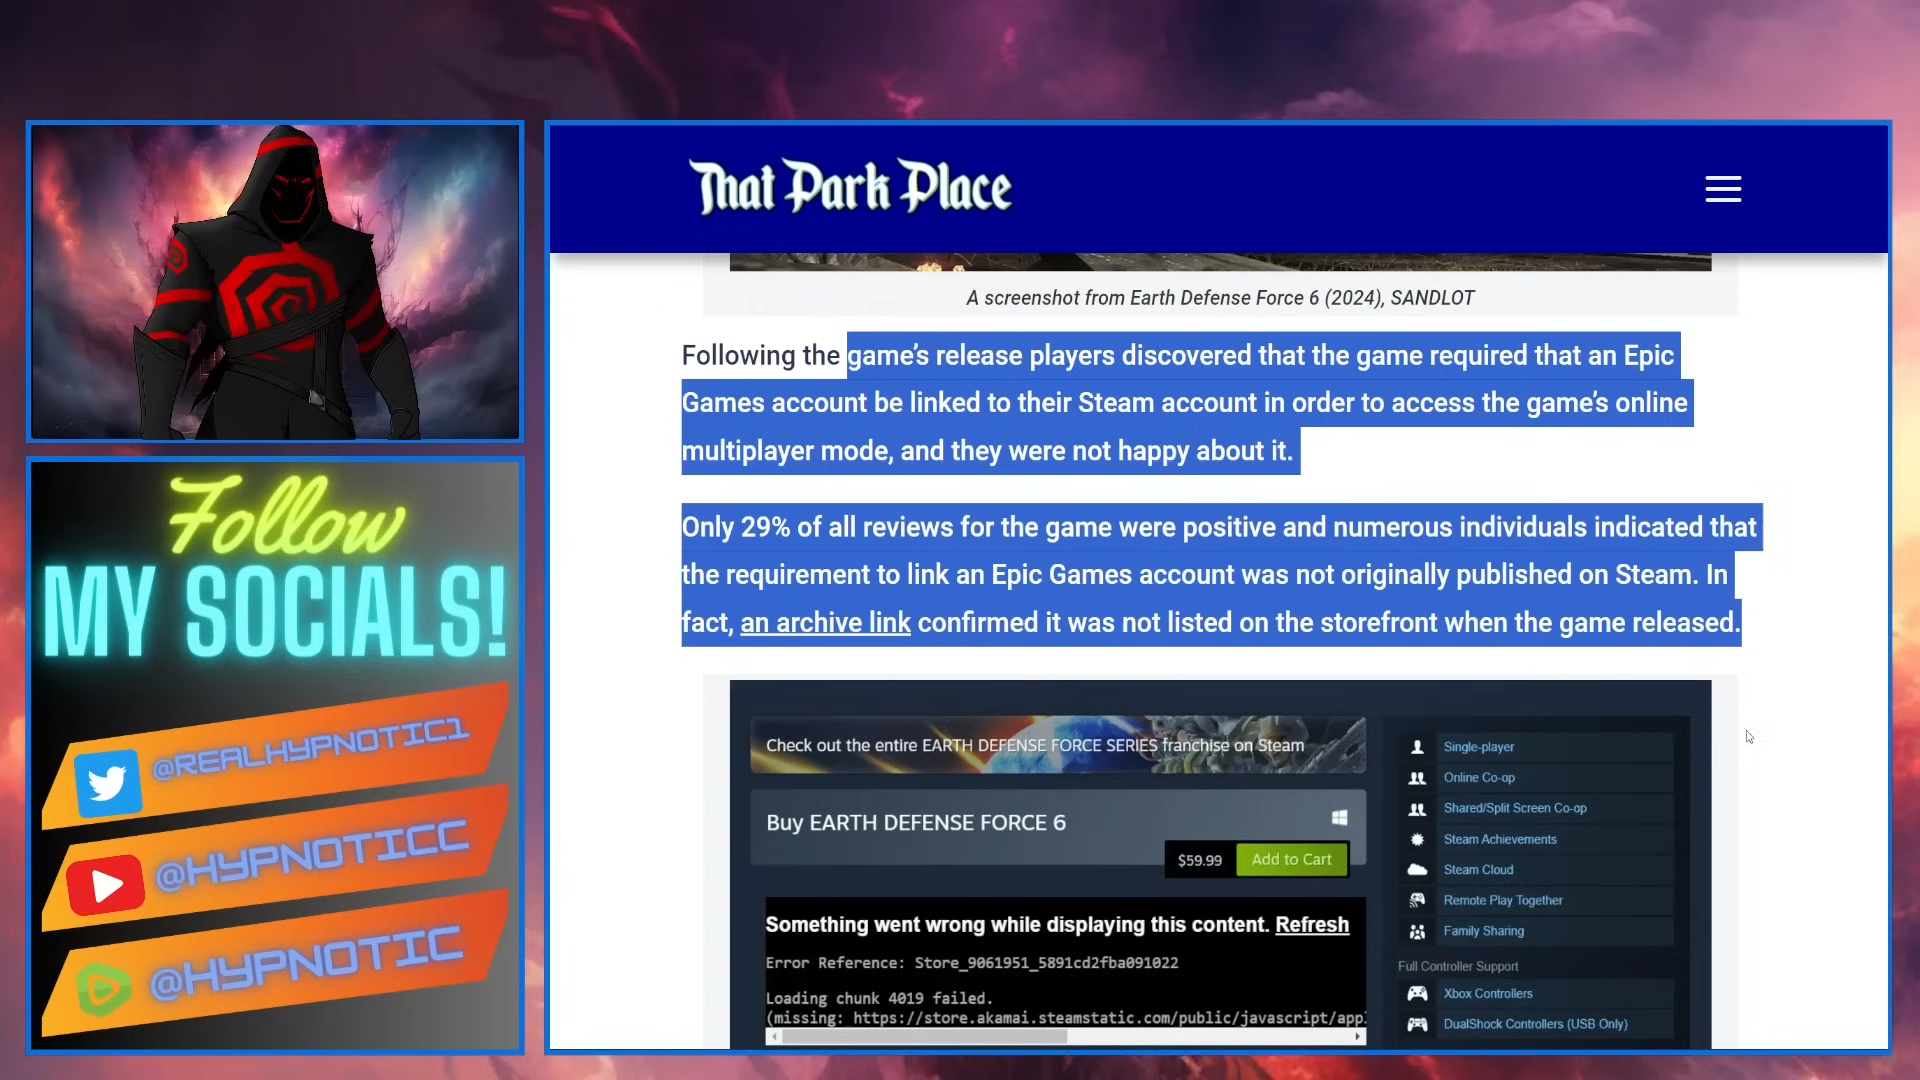 That Park Place
A screenshot from Earth Defense Force 6 (2024), SANDLOT
Following the game's release players discovered that the game required that an Epic
Games account be linked to their Steam account in order to access the game's online
multiplayer mode, and they were not happy about it.
Only 29% of all reviews for the game were positive and numerous individuals indicated that
the requirement to link an Epic Games account was not originally published on Steam. In
fact, an archive link confirmed it was not listed on the storefront when the game released.
Check out the entire EARTH DEFENSE FORCE SERIES franchise on Steam
Buy EARTH DEFENSE FORCE 6
$59.99
Add to Cart
Something went wrong while displaying this content. Refresh
Error Reference: Store_9061951_5891cd2fba091022
Loading chunk 4019 failed.
(missing: https://store.akamai.steamstatic.com/public/javascript/app
Single-player
Online Co-op
Shared/Split Screen Co-op
Steam Achievements
Steam Cloud
Remote Play Together
Family Sharing
Full Controller Support
Xbox Controllers
DualShock Controllers (USB Only)
Follow
MY SOCIALS!
@REALHYPNOTIC1
@HYPNOTICC
@HYPNOTIC